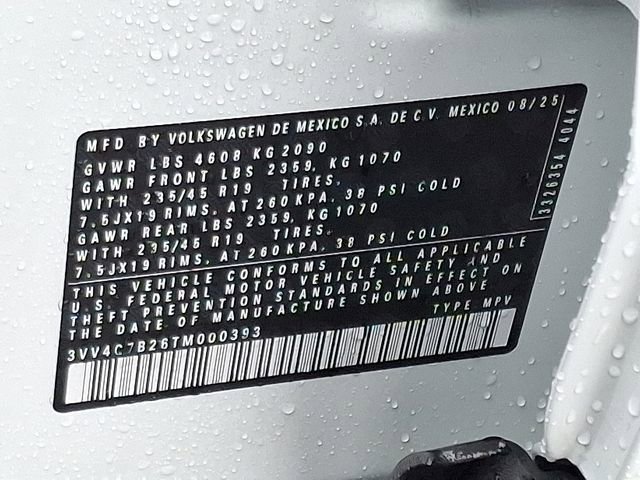 MFD BY VOLKSWAGEN DE MEXICO S.A. DE C.V. MEXICO 08/25
GVWR LBS 4608 KG 2090
GAWR FRONT LBS 2359, KG 1070
WITH 235/45 R19 TIRES,
7,5JX19 RIMS, AT 260 KPA, 38 PSI COLD
GAWR REAR LBS 2359, KG 1070
WITH 235/45 R19 TIRES,
7,5JX19 RIMS, AT 260 KPA, 38 PSI COLD
THIS VEHICLE CONFORMS TO ALL APPLICABLE
U.S. FEDERAL MOTOR VEHICLE SAFETY AND
THEFT PREVENTION STANDARDS IN EFFECT ON
THE DATE OF MANUFACTURE SHOWN ABOVE
3VV4C7B26TM000393 TYPE MPV
3326354 4044